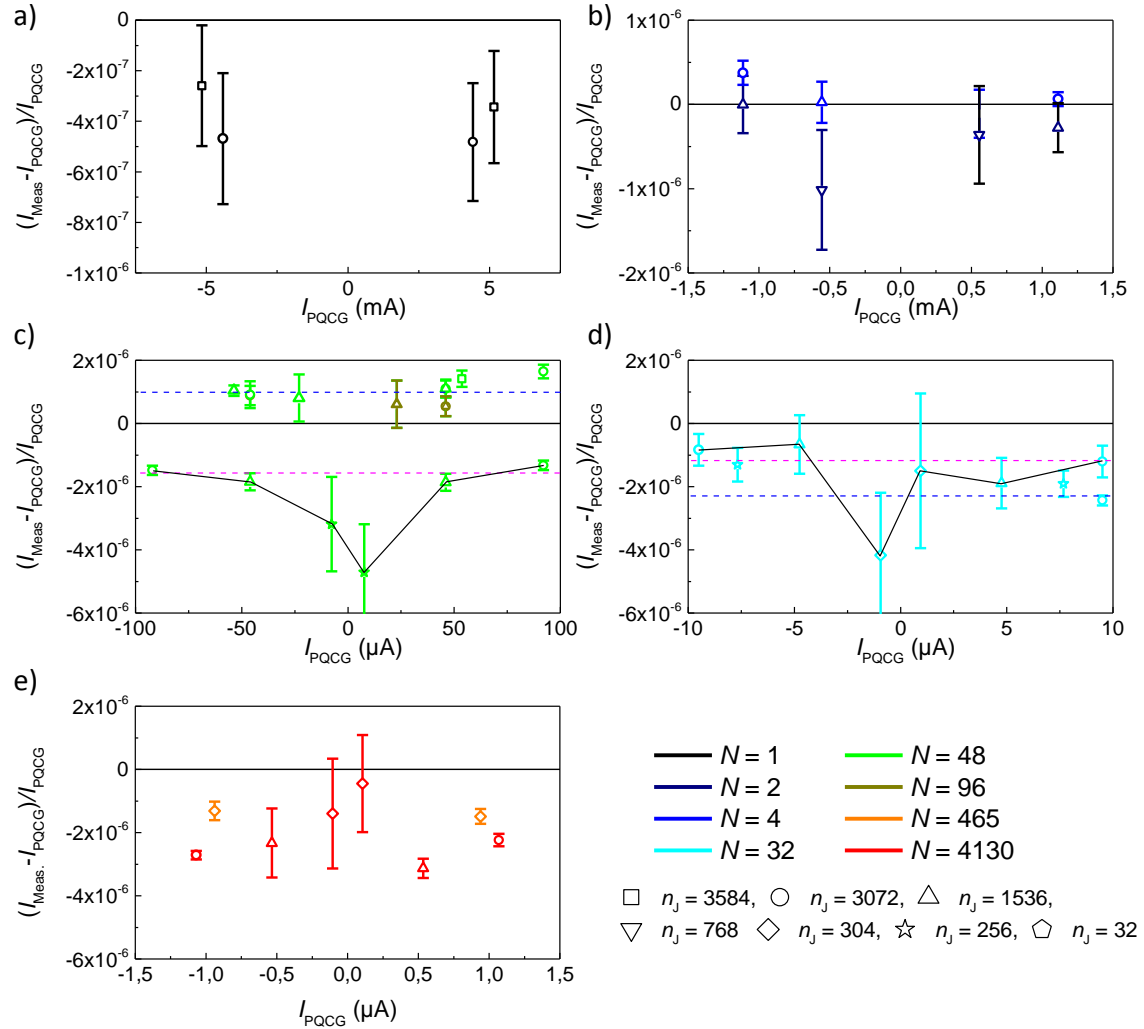 a)
0
-2x10⁻⁷
-4x10⁻⁷
-6x10⁻⁷
-8x10⁻⁷
-1x10⁻⁶
(I_Meas-I_PQCG)/I_PQCG
-5 0 5
I_PQCG (mA)
b)
1x10⁻⁶
0
-1x10⁻⁶
-2x10⁻⁶
(I_Meas-I_PQCG)/I_PQCG
-1,5 -1,0 -0,5 0,0 0,5 1,0 1,5
I_PQCG (mA)
c)
2x10⁻⁶
0
-2x10⁻⁶
-4x10⁻⁶
-6x10⁻⁶
(I_Meas-I_PQCG)/I_PQCG
-100 -50 0 50 100
I_PQCG (µA)
d)
2x10⁻⁶
0
-2x10⁻⁶
-4x10⁻⁶
-6x10⁻⁶
(I_Meas-I_PQCG)/I_PQCG
-10 -5 0 5 10
I_PQCG (µA)
e)
2x10⁻⁶
0
-2x10⁻⁶
-4x10⁻⁶
-6x10⁻⁶
(I_Meas.-I_PQCG)/I_PQCG
-1,5 -1,0 -0,5 0,0 0,5 1,0 1,5
I_PQCG (µA)
N = 1 N = 48
N = 2 N = 96
N = 4 N = 465
N = 32 N = 4130
n_J = 3584, n_J = 3072, n_J = 1536,
n_J = 768 n_J = 304, n_J = 256, n_J = 32